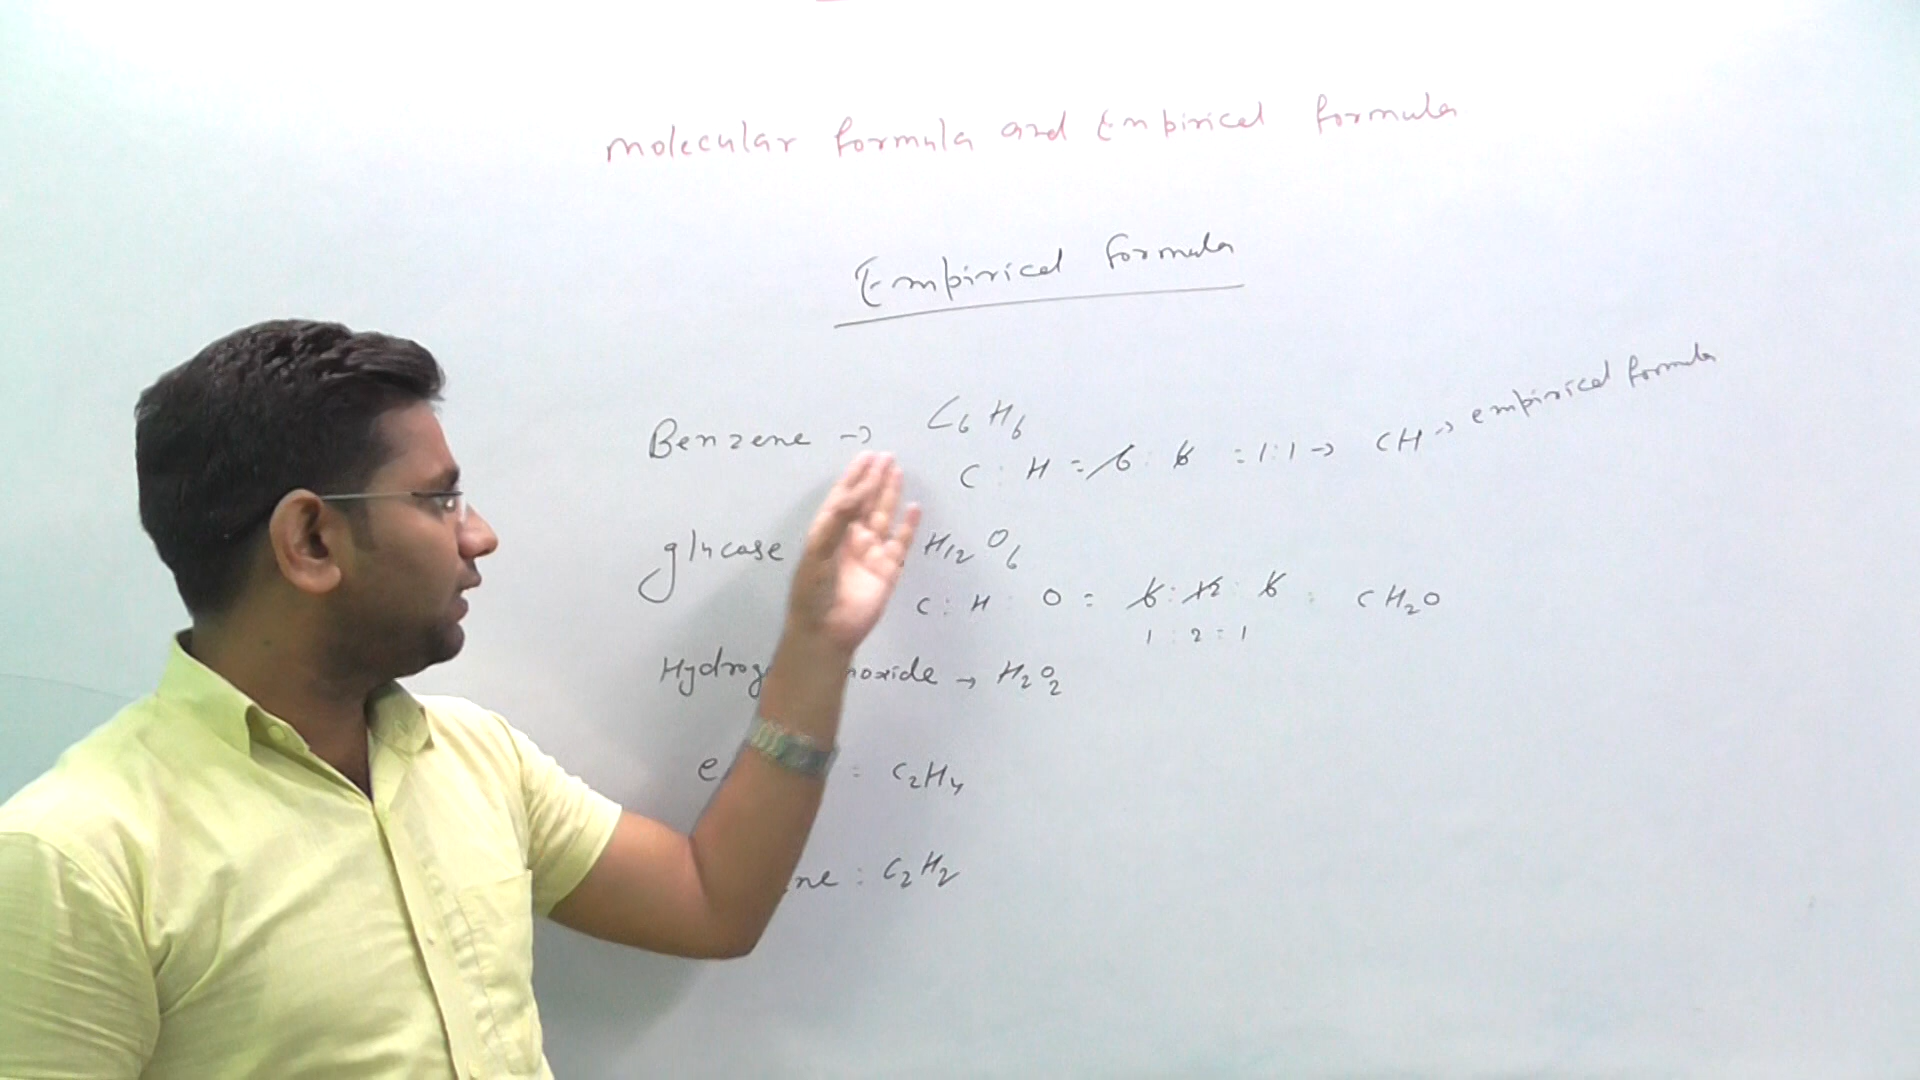 molecular formula and Empirical formula
Empirical formula
Benzene → C6H6
C : H = 6 : 6 = 1:1 → CH → empirical formula
glucose H12O6
C : H O = 6 : 12 : 6 : CH2O
1 : 2 : 1
Hydrog oxide → H2O2
e : C2H4
ne : C2H2